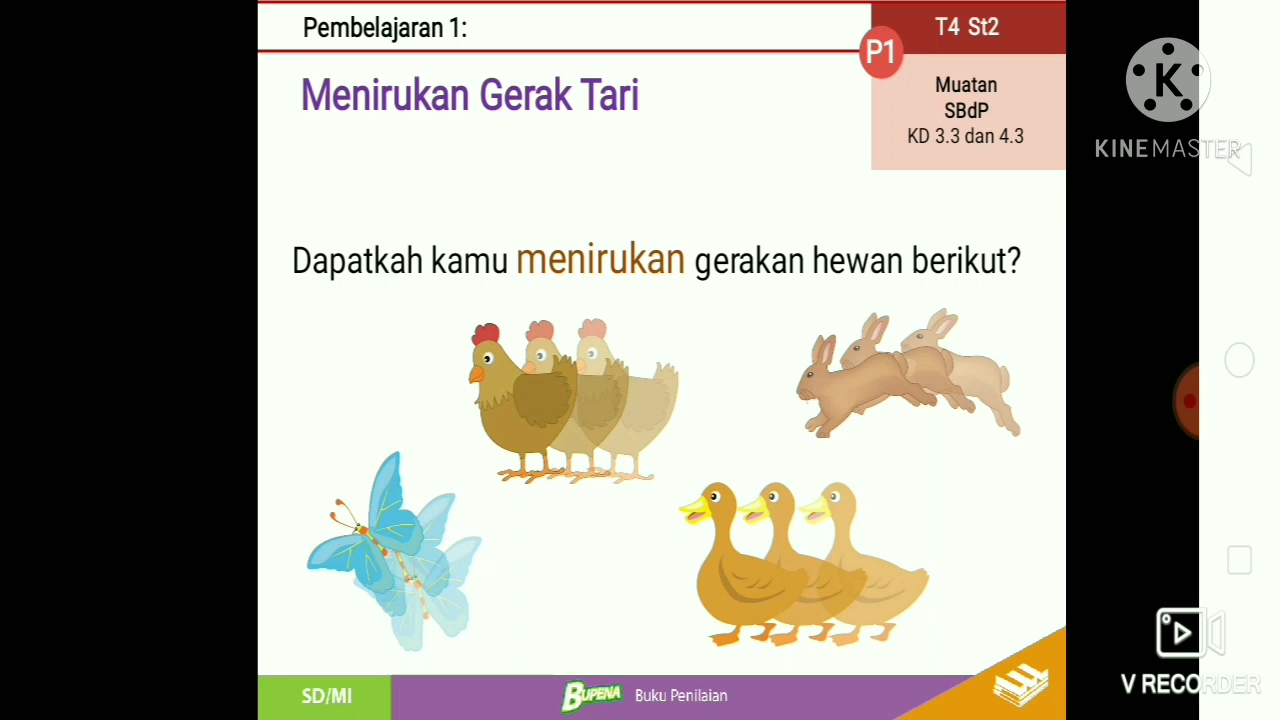 Pembelajaran 1:
T4 St2
P1
Menirukan Gerak Tari
Muatan
SBdP
KD 3.3 dan 4.3
K
KINEMASTER
Dapatkah kamu menirukan gerakan hewan berikut?
SD/MI
BUPENA
Buku Penilaian
V RECORDER